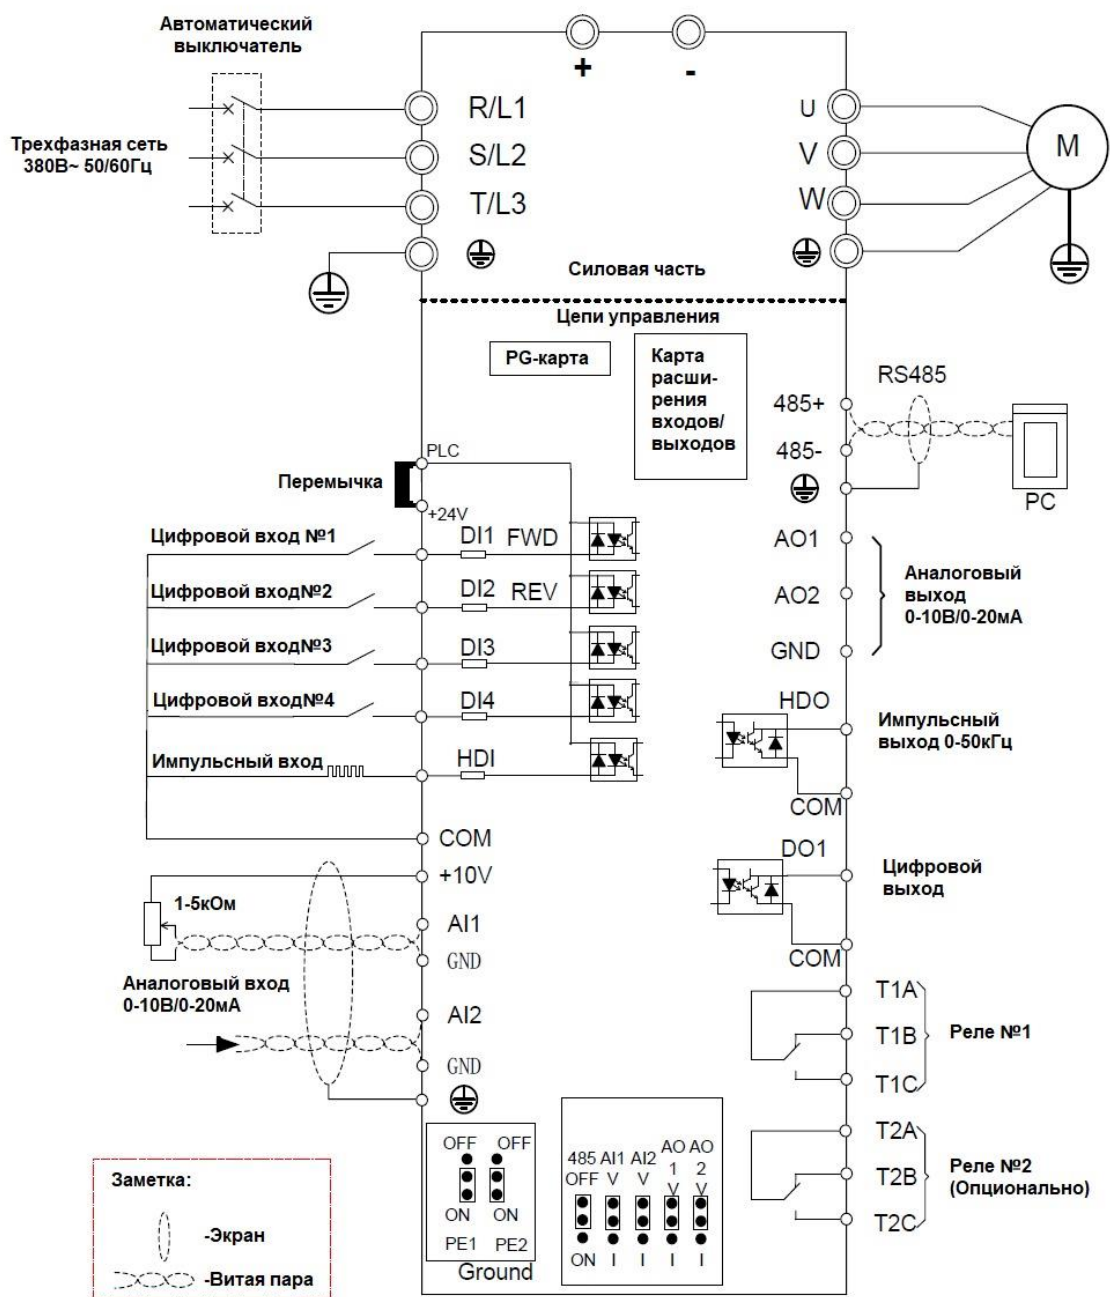 Автоматический
выключатель
+
-
R/L1
U
Трехфазная сеть
380В~ 50/60Гц
S/L2
V
M
T/L3
W
Силовая часть
Цепи управления
PG-карта
Карта
расши-
рения
входов/
выходов
RS485
485+
485-
PC
PLC
Перемычка
+24V
Цифровой вход №1
DI1 FWD
Цифровой вход№2
DI2 REV
Цифровой вход№3
DI3
Цифровой вход№4
DI4
Импульсный вход
HDI
COM
AO1
AO2
GND
Аналоговый
выход
0-10В/0-20мА
HDO
Импульсный
выход 0-50кГц
COM
DO1
Цифровой
выход
COM
+10V
1-5кОм
AI1
GND
Аналоговый вход
0-10В/0-20мА
AI2
GND
T1A
T1B
T1C
Реле №1
T2A
T2B
T2C
Реле №2
(Опционально)
OFF OFF
ON ON
PE1 PE2
Ground
485 AI1 AI2 AO AO
1 2
OFF V V V V
ON I I I I
Заметка:
-Экран
-Витая пара